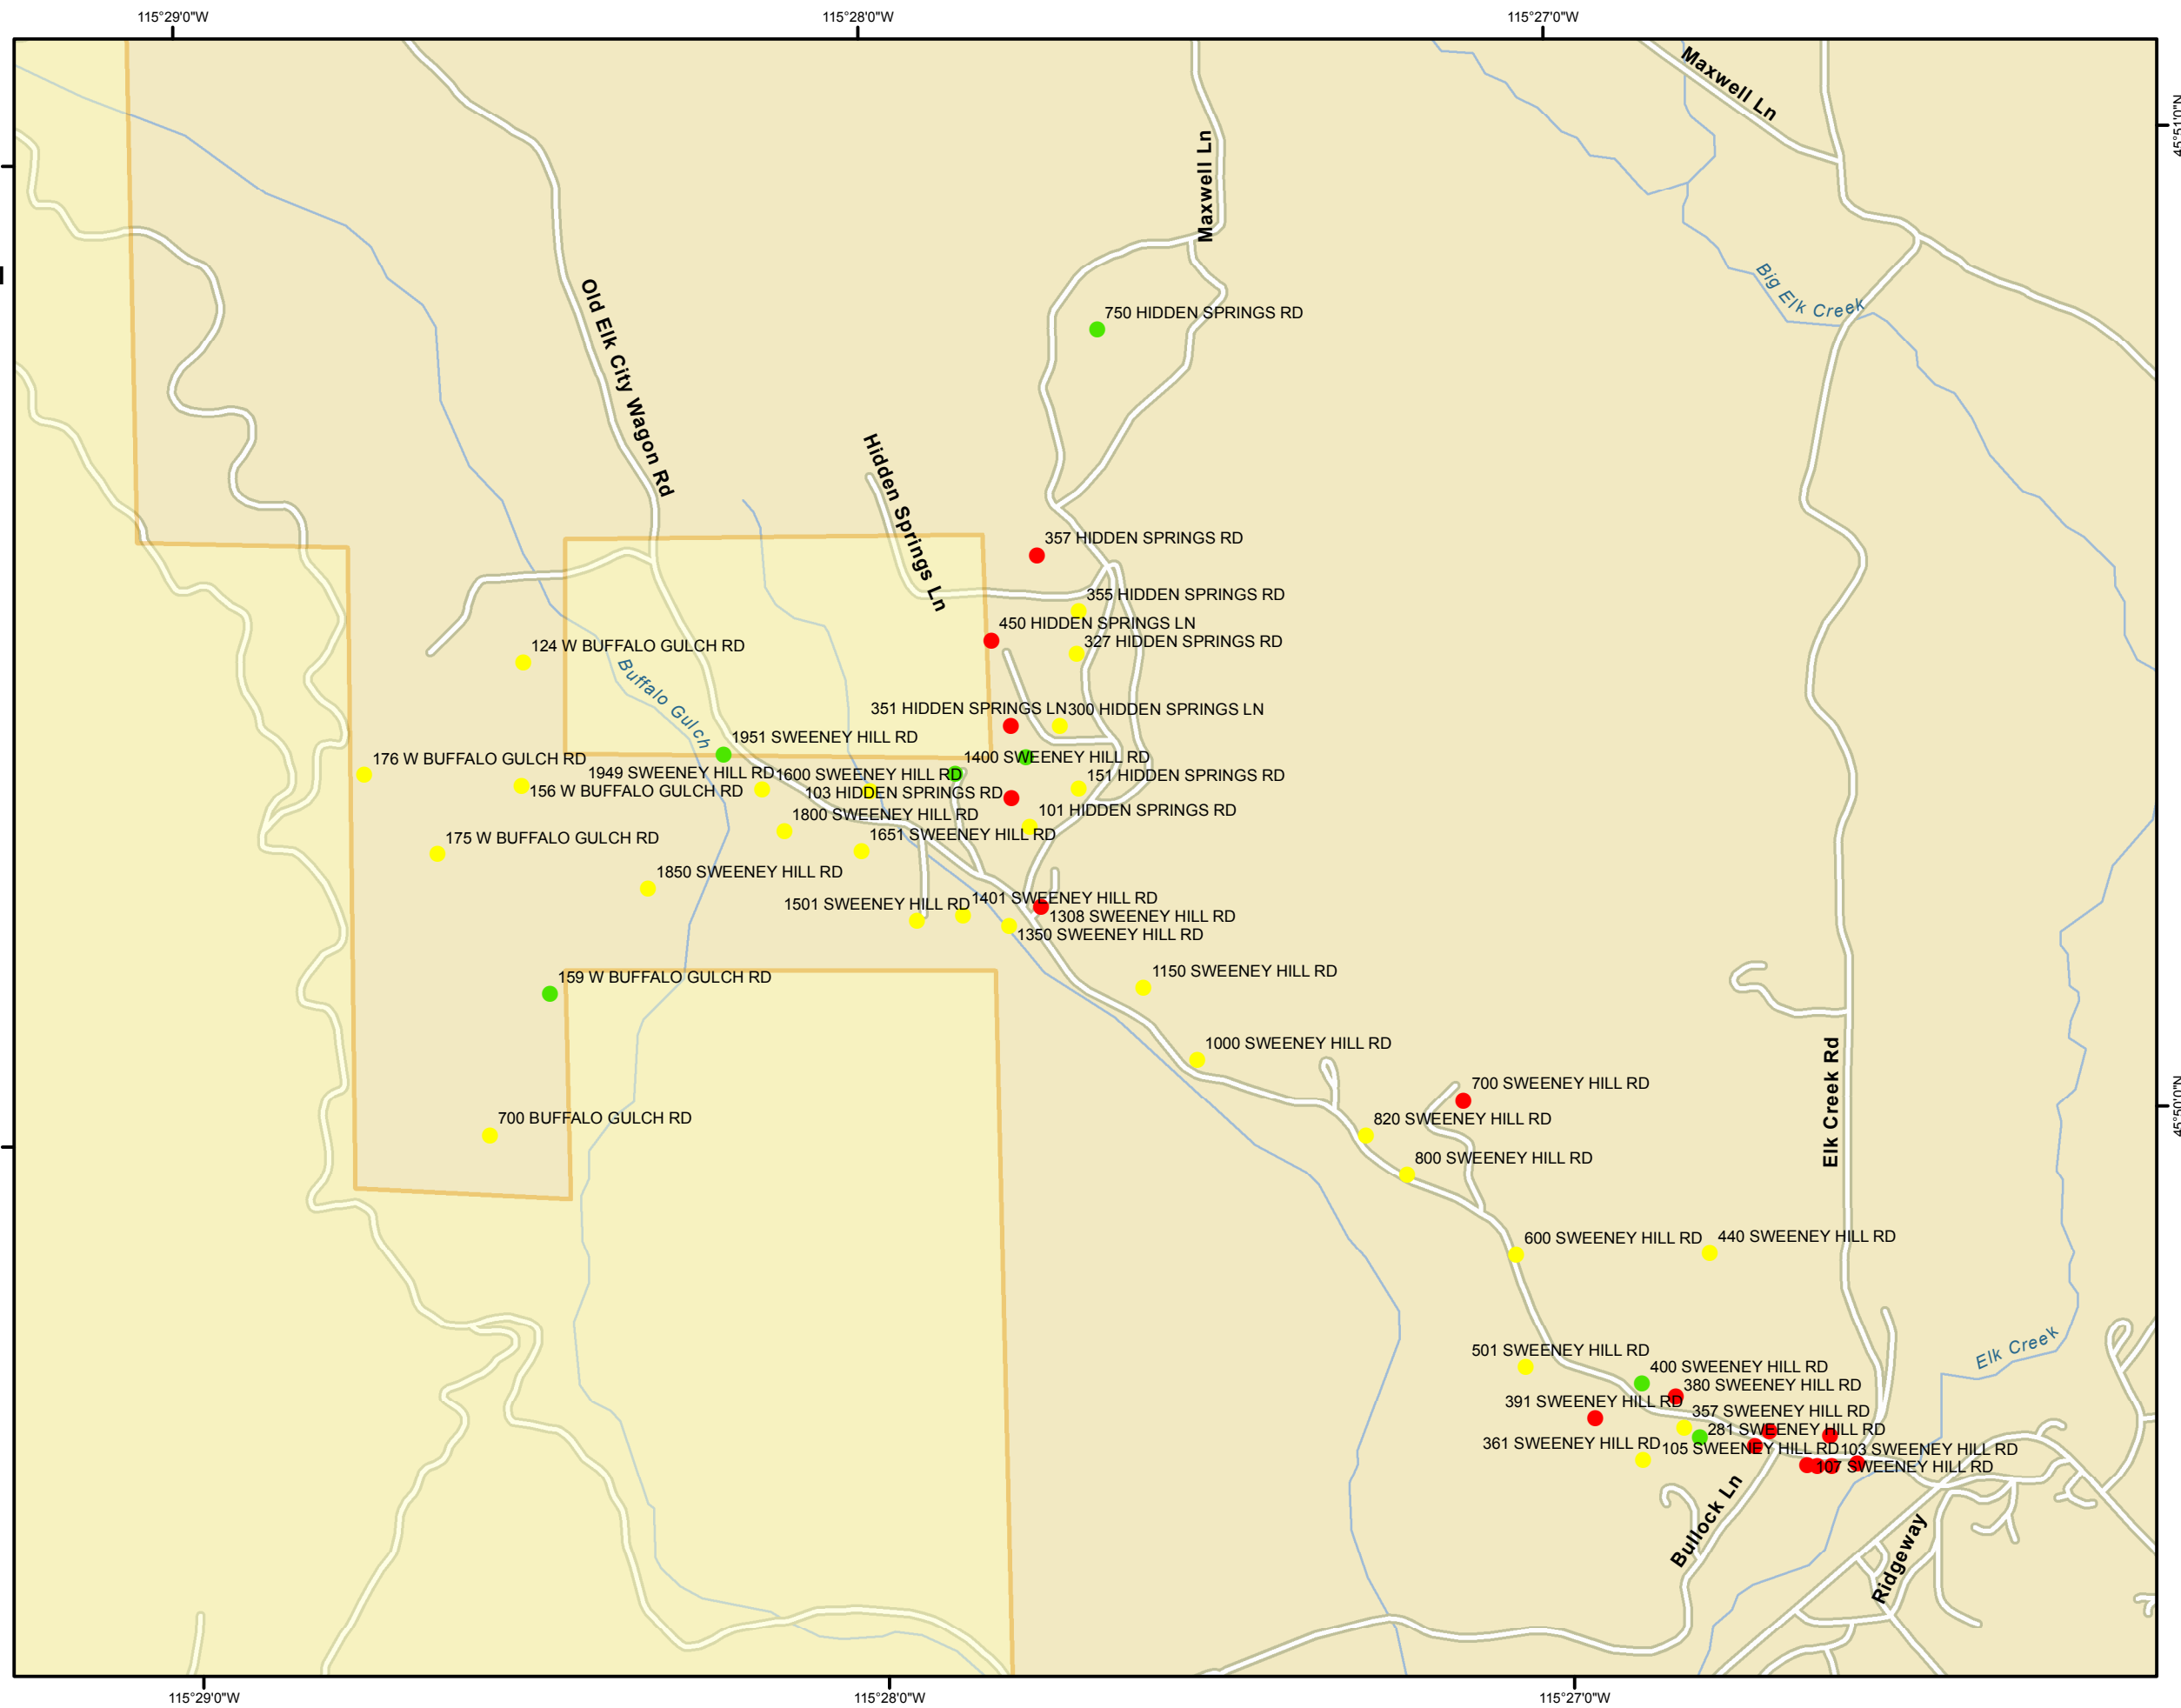 115°29'0"W
115°28'0"W
115°27'0"W
Maxwell Ln
45°51'0"N
Maxwell Ln
Big Elk Creek
Old Elk City Wagon Rd
750 HIDDEN SPRINGS RD
Hidden Springs Ln
357 HIDDEN SPRINGS RD
355 HIDDEN SPRINGS RD
450 HIDDEN SPRINGS LN
327 HIDDEN SPRINGS RD
124 W BUFFALO GULCH RD
Buffalo Gulch
351 HIDDEN SPRINGS LN
300 HIDDEN SPRINGS LN
1951 SWEENEY HILL RD
176 W BUFFALO GULCH RD
1400 SWEENEY HILL RD
1949 SWEENEY HILL RD
1600 SWEENEY HILL RD
151 HIDDEN SPRINGS RD
156 W BUFFALO GULCH RD
103 HIDDEN SPRINGS RD
101 HIDDEN SPRINGS RD
1800 SWEENEY HILL RD
175 W BUFFALO GULCH RD
1651 SWEENEY HILL RD
1850 SWEENEY HILL RD
1401 SWEENEY HILL RD
1501 SWEENEY HILL RD
1308 SWEENEY HILL RD
1350 SWEENEY HILL RD
159 W BUFFALO GULCH RD
1150 SWEENEY HILL RD
1000 SWEENEY HILL RD
700 SWEENEY HILL RD
Elk Creek Rd
45°50'0"N
700 BUFFALO GULCH RD
820 SWEENEY HILL RD
800 SWEENEY HILL RD
600 SWEENEY HILL RD
440 SWEENEY HILL RD
Elk Creek
501 SWEENEY HILL RD
400 SWEENEY HILL RD
380 SWEENEY HILL RD
391 SWEENEY HILL RD
357 SWEENEY HILL RD
281 SWEENEY HILL RD
361 SWEENEY HILL RD
105 SWEENEY HILL RD
103 SWEENEY HILL RD
107 SWEENEY HILL RD
Bullock Ln
Ridgeway
115°29'0"W
115°28'0"W
115°27'0"W